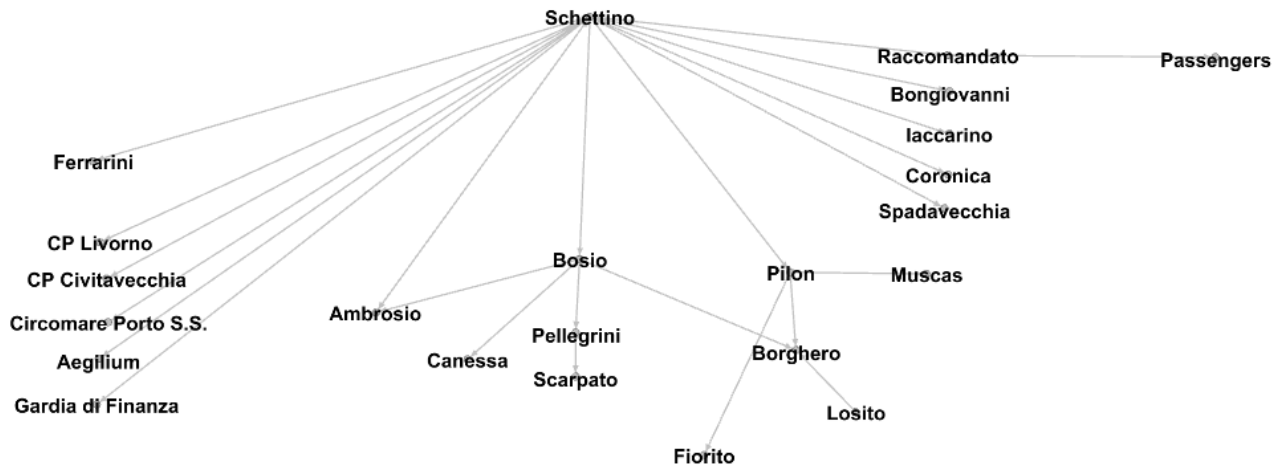 Schettino
Raccomandato
Passengers
Bongiovanni
Iaccarino
Coronica
Spadavecchia
Ferrarini
CP Livorno
CP Civitavecchia
Circomare Porto S.S.
Aegilium
Gardia di Finanza
Bosio
Pilon
Muscas
Ambrosio
Pellegrini
Canessa
Borghero
Scarpato
Losito
Fiorito